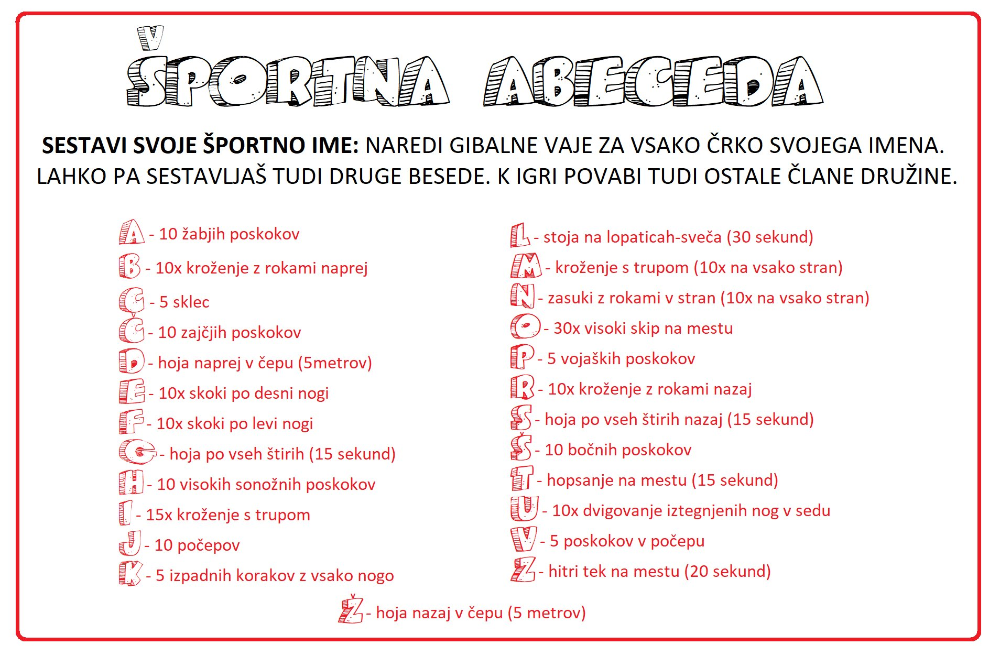 ŠPORTNA ABECEDA
SESTAVI SVOJE ŠPORTNO IME: NAREDI GIBALNE VAJE ZA VSAKO ČRKO SVOJEGA IMENA.
LAHKO PA SESTAVLJAŠ TUDI DRUGE BESEDE. K IGRI POVABI TUDI OSTALE ČLANE DRUŽINE.
A - 10 žabjih poskokov
B - 10x kroženje z rokami naprej
C - 5 sklec
Č - 10 zajčjih poskokov
D - hoja naprej v čepu (5metrov)
E - 10x skoki po desni nogi
F - 10x skoki po levi nogi
G - hoja po vseh štirih (15 sekund)
H - 10 visokih sonožnih poskokov
I - 15x kroženje s trupom
J - 10 počepov
K - 5 izpadnih korakov z vsako nogo
L - stoja na lopaticah-sveča (30 sekund)
M - kroženje s trupom (10x na vsako stran)
N - zasuki z rokami v stran (10x na vsako stran)
O - 30x visoki skip na mestu
P - 5 vojaških poskokov
R - 10x kroženje z rokami nazaj
S - hoja po vseh štirih nazaj (15 sekund)
Š - 10 bočnih poskokov
T - hopsanje na mestu (15 sekund)
U - 10x dvigovanje iztegnjenih nog v sedu
V - 5 poskokov v počepu
Z - hitri tek na mestu (20 sekund)
Ž - hoja nazaj v čepu (5 metrov)